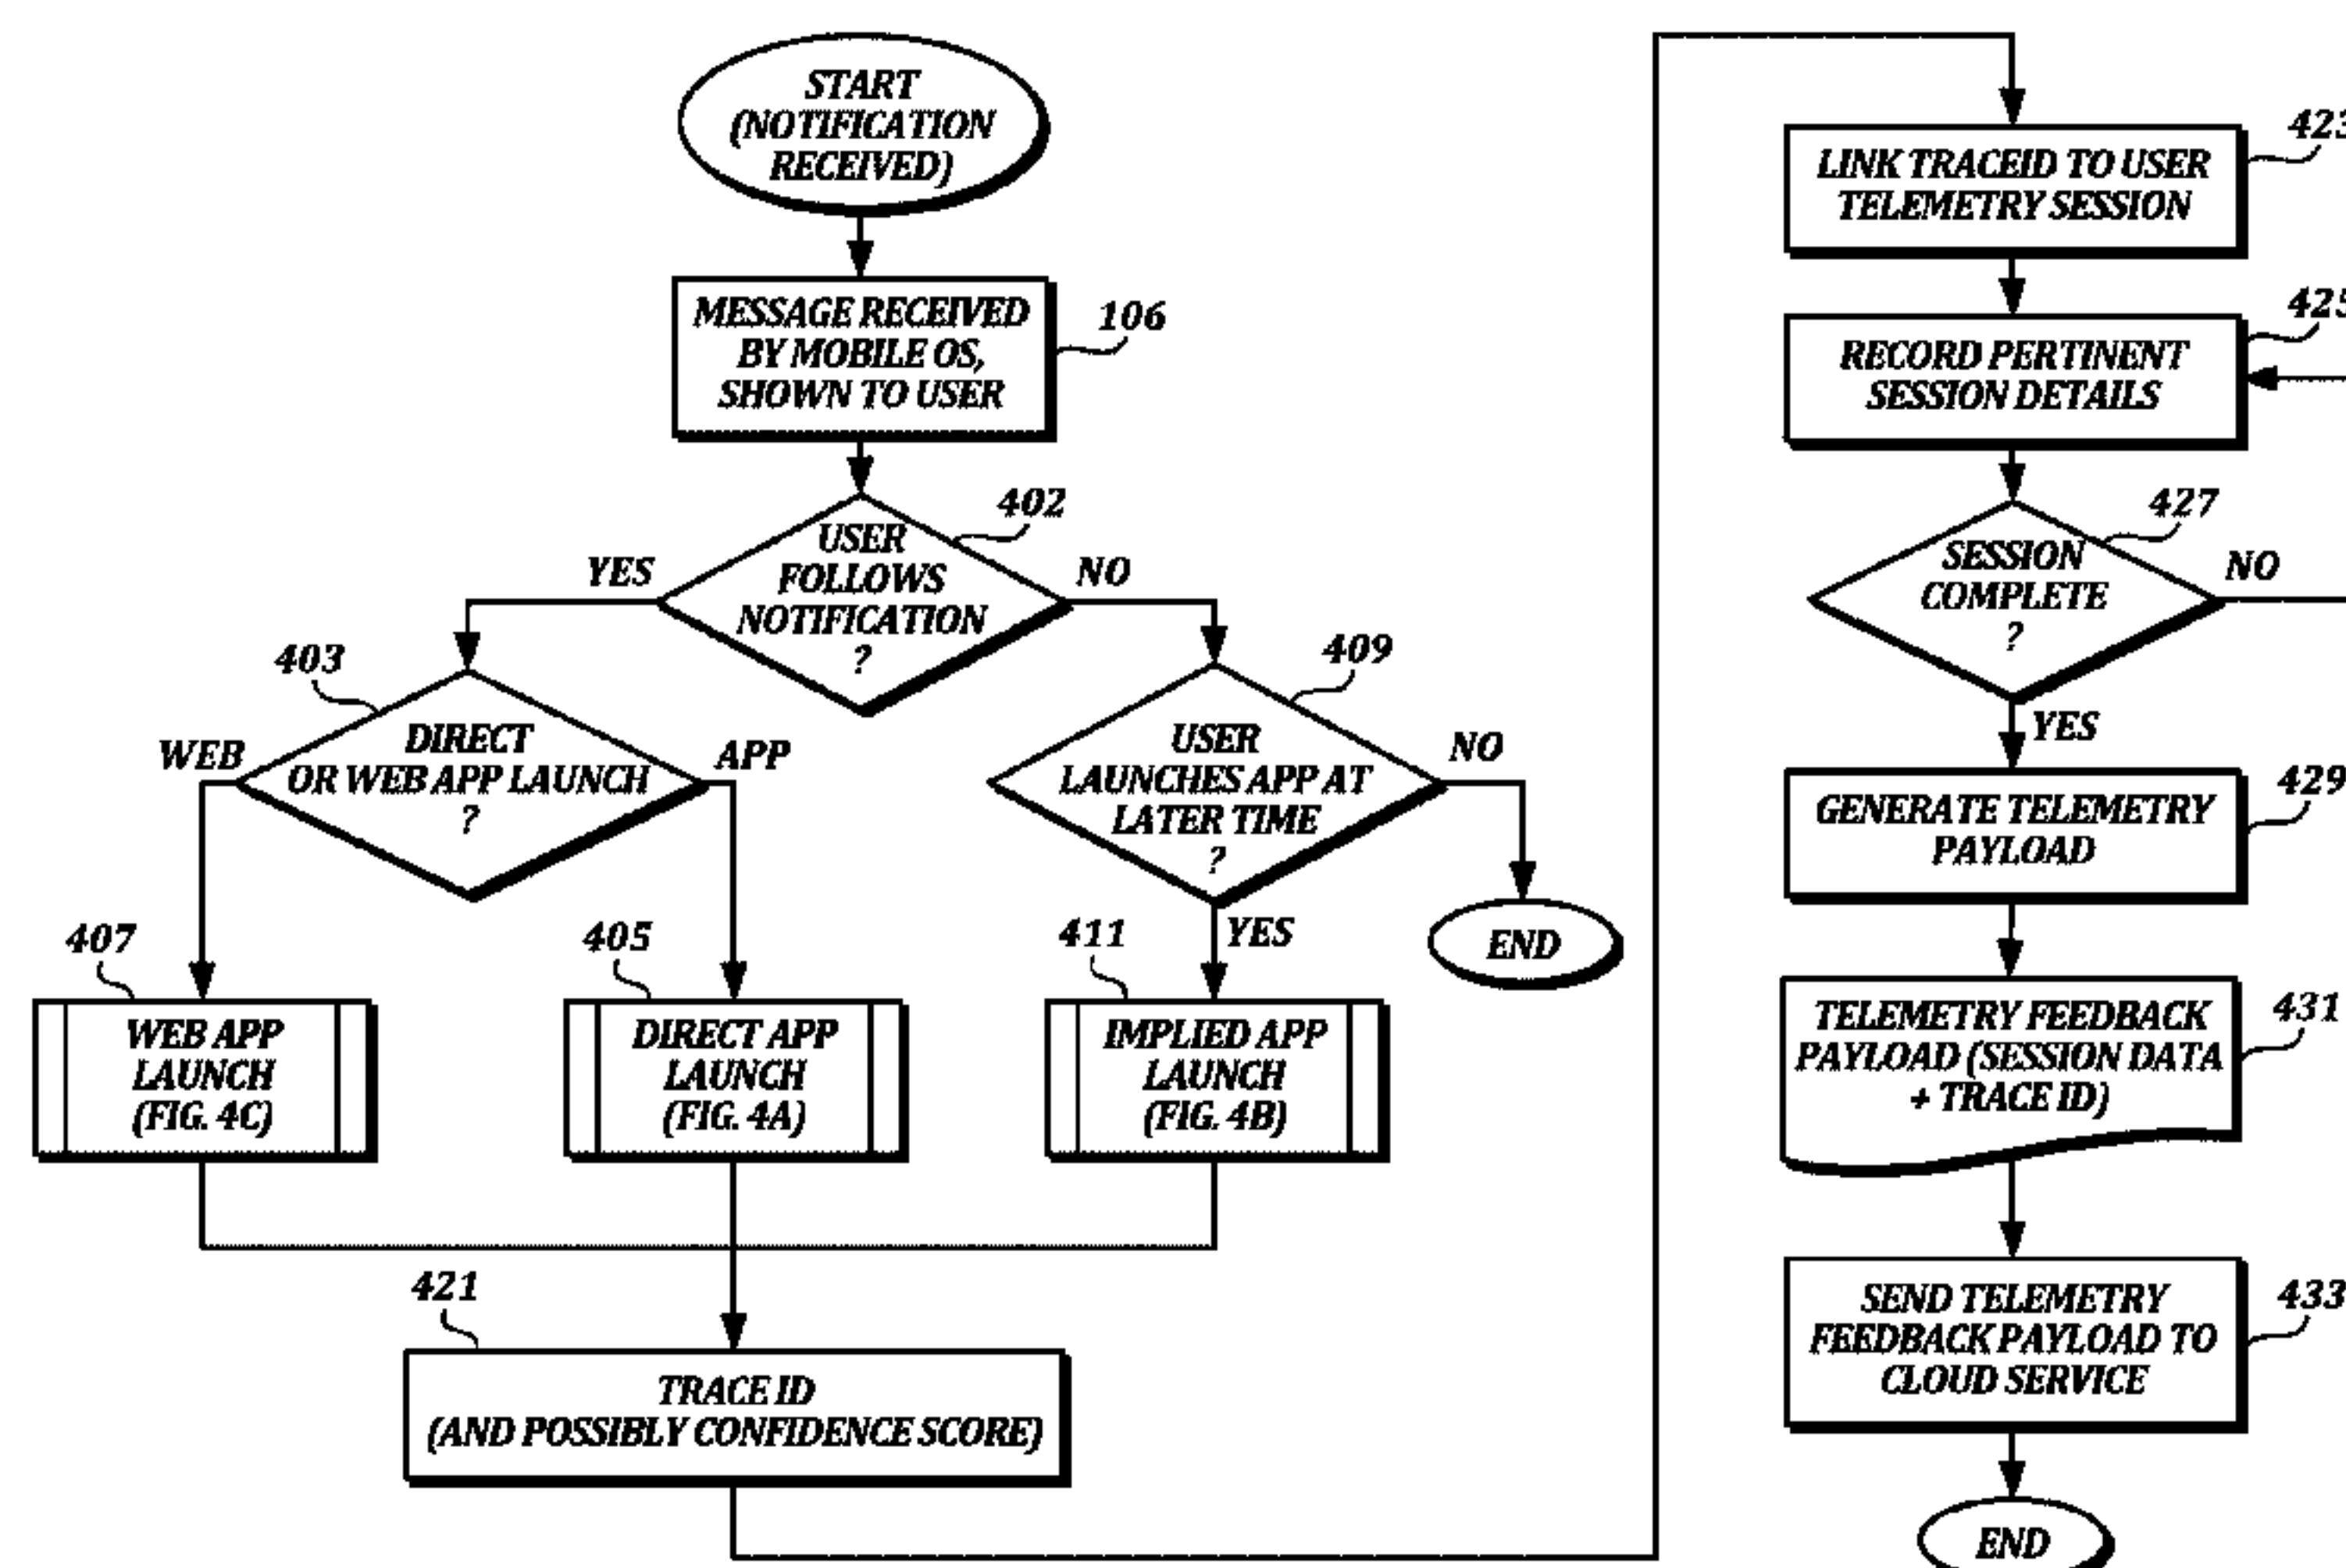 START
(NOTIFICATION
RECEIVED)
MESSAGE RECEIVED
BY MOBILE OS,
SHOWN TO USER
106
USER
FOLLOWS
NOTIFICATION
?
402
YES
NO
403
DIRECT
OR WEB APP LAUNCH
?
WEB
APP
409
USER
LAUNCHES APP AT
LATER TIME
?
NO
YES
END
407
WEB APP
LAUNCH
(FIG. 4C)
405
DIRECT APP
LAUNCH
(FIG. 4A)
411
IMPLIED APP
LAUNCH
(FIG. 4B)
421
TRACE ID
(AND POSSIBLY CONFIDENCE SCORE)
423
LINK TRACEID TO USER
TELEMETRY SESSION
425
RECORD PERTINENT
SESSION DETAILS
427
SESSION
COMPLETE
?
NO
YES
429
GENERATE TELEMETRY
PAYLOAD
431
TELEMETRY FEEDBACK
PAYLOAD (SESSION DATA
+ TRACE ID)
433
SEND TELEMETRY
FEEDBACK PAYLOAD TO
CLOUD SERVICE
END